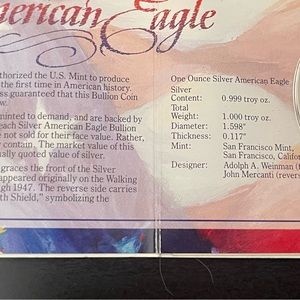 merican Eagle
thorized the U.S. Mint to produce
the first time in American history.
ss guaranteed that this Bullion Coin
w.
minted to demand, and are backed by
each Silver American Eagle Bullion
e not sold for their face value. Rather,
y contain. The market value of this
nally quoted value of silver.
graces the front of the Silver
appeared originally on the Walking
gh 1947. The reverse side carries
th Shield," symbolizing the
One Ounce Silver American Eagle
Silver
Content: 0.999 troy oz.
Total
Weight: 1.000 troy oz.
Diameter: 1.598"
Thickness: 0.117"
Mint: San Francisco Mint,
San Francisco, Califor
Designer: Adolph A. Weinman (
John Mercanti (revers